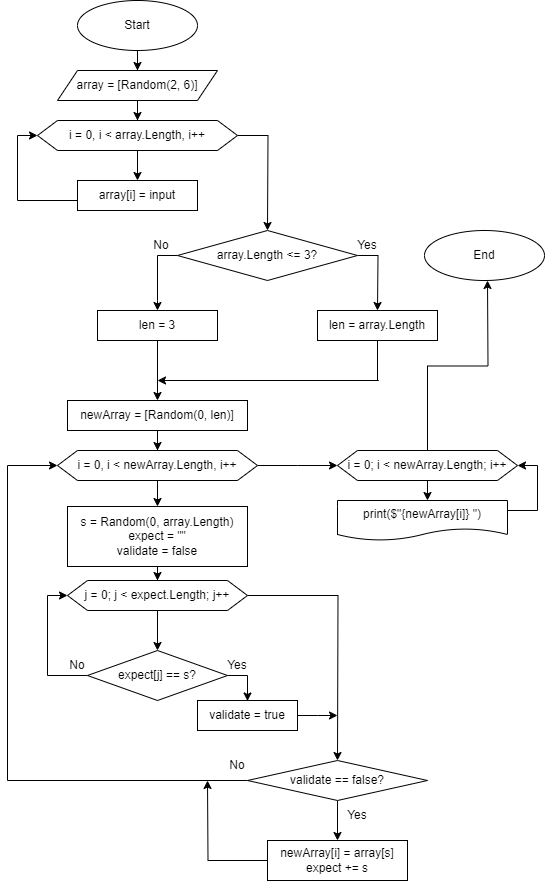 Start
array = [Random(2, 6)]
i = 0, i < array.Length, i++
array[i] = input
array.Length <= 3?
No
Yes
End
len = 3
len = array.Length
newArray = [Random(0, len)]
i = 0, i < newArray.Length, i++
i = 0; i < newArray.Length; i++
s = Random(0, array.Length)
expect = ""
validate = false
print($"{newArray[i]} ")
j = 0; j < expect.Length; j++
expect[j] == s?
No
Yes
validate = true
validate == false?
No
Yes
newArray[i] = array[s]
expect += s